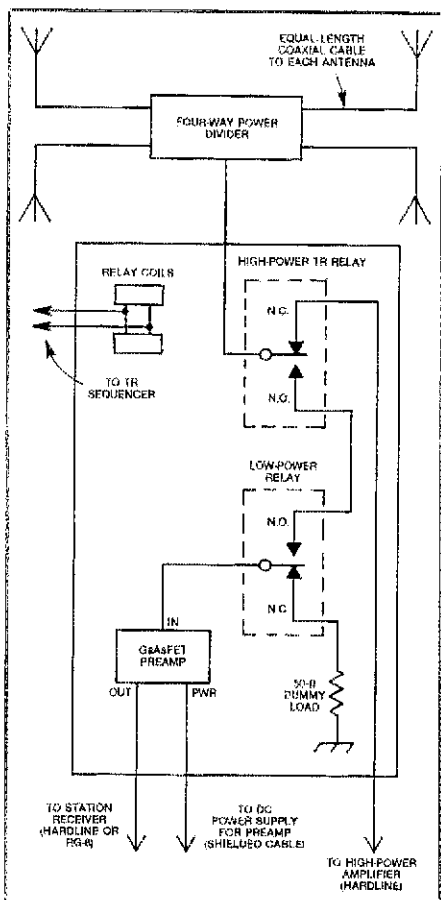 EQUAL-LENGTH
COAXIAL CABLE
TO EACH ANTENNA
FOUR-WAY POWER
DIVIDER
RELAY COILS
HIGH-POWER TR RELAY
N.C.
N.O.
TO TR
SEQUENCER
LOW-POWER
RELAY
N.O.
N.C.
IN
GaAsFET
PREAMP
OUT
PWR
50-Ω
DUMMY
LOAD
TO STATION
RECEIVER
(HARDLINE OR
RG-8)
TO DC
POWER SUPPLY
FOR PREAMP
(SHIELDED CABLE)
TO HIGH-POWER
AMPLIFIER
(HARDLINE)